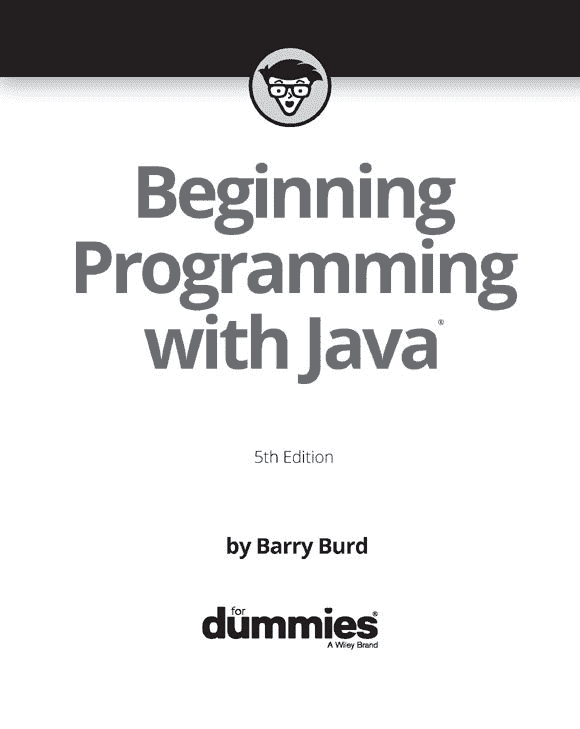 Beginning
Programming
with Java®
5th Edition
by Barry Burd
for
dummies®
A Wiley Brand